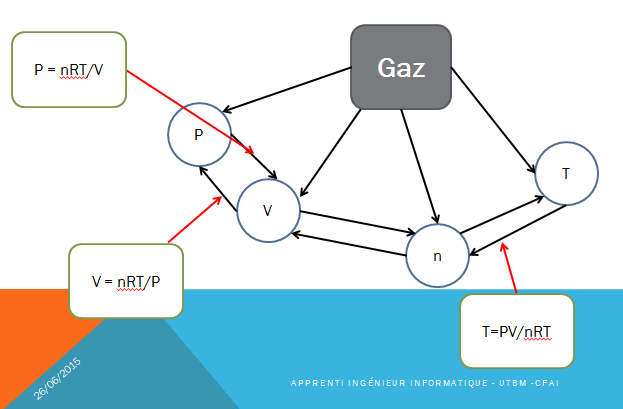 P = nRT/V
Gaz
P
T
V
n
V = nRT/P
T=PV/nRT
26/06/2015
APPRENTI INGÉNIEUR INFORMATIQUE - UTBM -CFAI